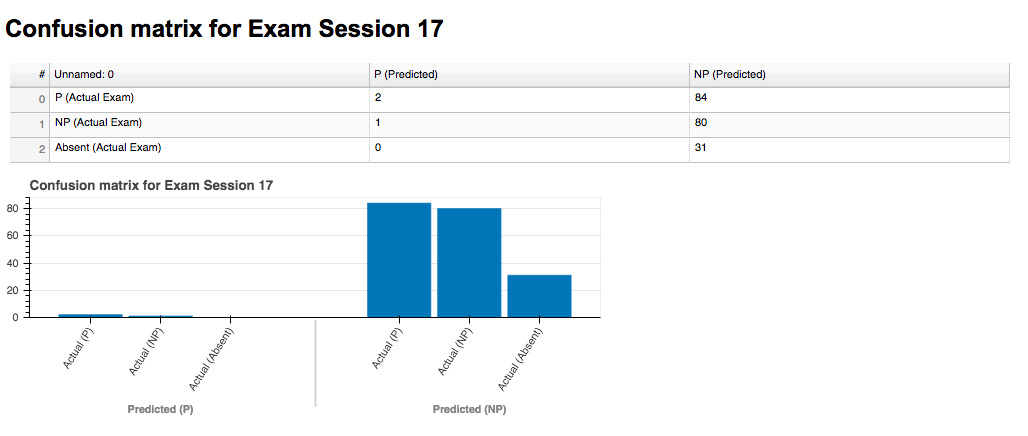 Confusion matrix for Exam Session 17
# Unnamed: 0 P (Predicted) NP (Predicted)
0 P (Actual Exam) 2 84
1 NP (Actual Exam) 1 80
2 Absent (Actual Exam) 0 31
Confusion matrix for Exam Session 17
80
60
40
20
0
Actual (P) Actual (NP) Actual (Absent) Actual (P) Actual (NP) Actual (Absent)
Predicted (P) Predicted (NP)